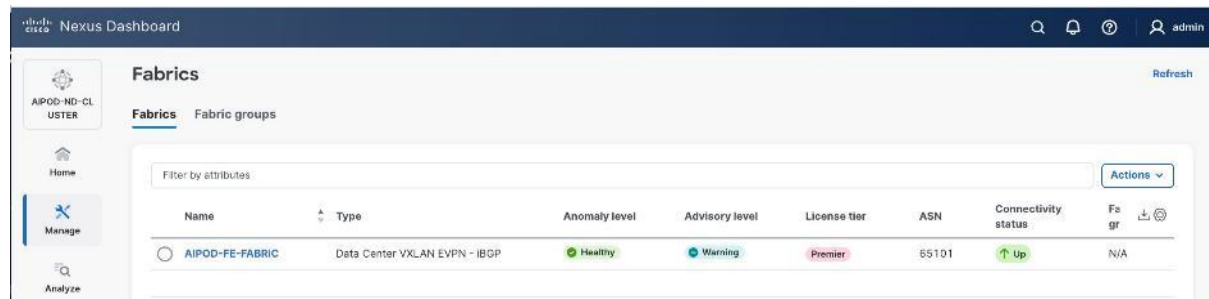 cisco Nexus Dashboard
admin
AIPOD-ND-CL
USTER
Home
Manage
Analyze
Fabrics
Refresh
Fabrics Fabric groups
Filter by attributes
Actions
Name Type Anomaly level Advisory level License tier ASN Connectivity status Fa gr
AIPOD-FE-FABRIC Data Center VXLAN EVPN - iBGP Healthy Warning Premier 65101 Up N/A